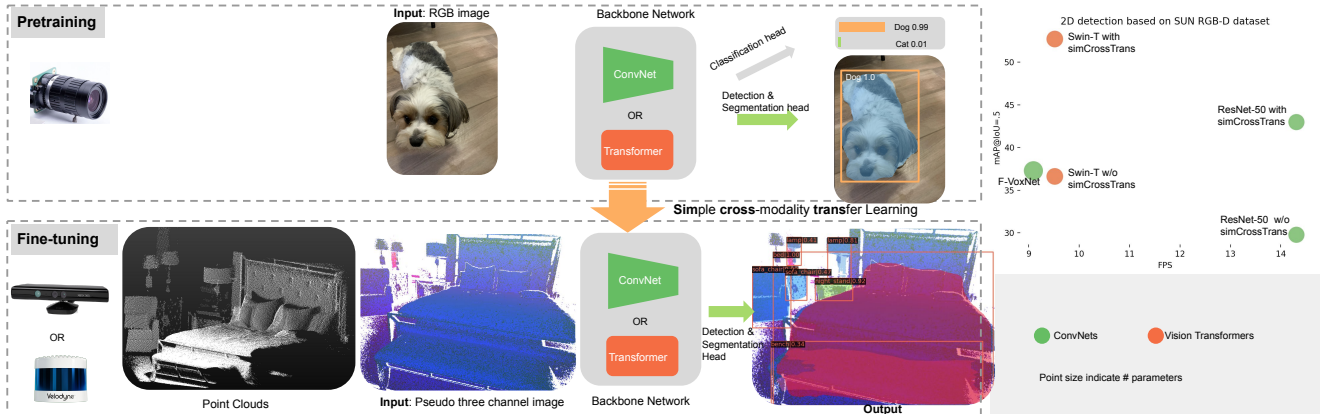 Pretraining
Input: RGB image
Backbone Network
ConvNet
OR
Transformer
Classification head
Detection &
Segmentation head
Dog 0.99
Cat 0.01
Dog 1.0
Simple cross-modality transfer Learning
Fine-tuning
OR
Velodyne
Point Clouds
Input: Pseudo three channel image
ConvNet
OR
Transformer
Backbone Network
Detection &
Segmentation
Head
Output
2D detection based on SUN RGB-D dataset
Swin-T with
simCrossTrans
ResNet-50 with
simCrossTrans
F-VoxNet
Swin-T w/o
simCrossTrans
ResNet-50 w/o
simCrossTrans
mAP@IoU=.5
50
45
40
35
30
9
10
11
12
13
14
FPS
ConvNets
Vision Transformers
Point size indicate # parameters